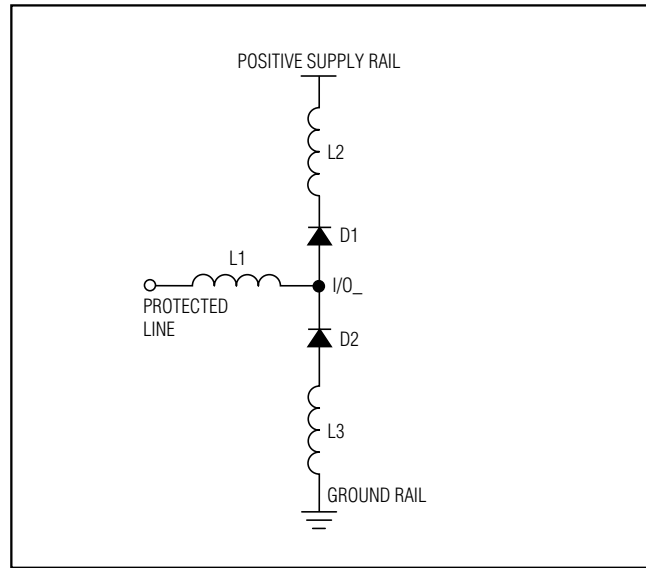 POSITIVE SUPPLY RAIL
L2
D1
L1
I/O_
PROTECTED
LINE
D2
L3
GROUND RAIL